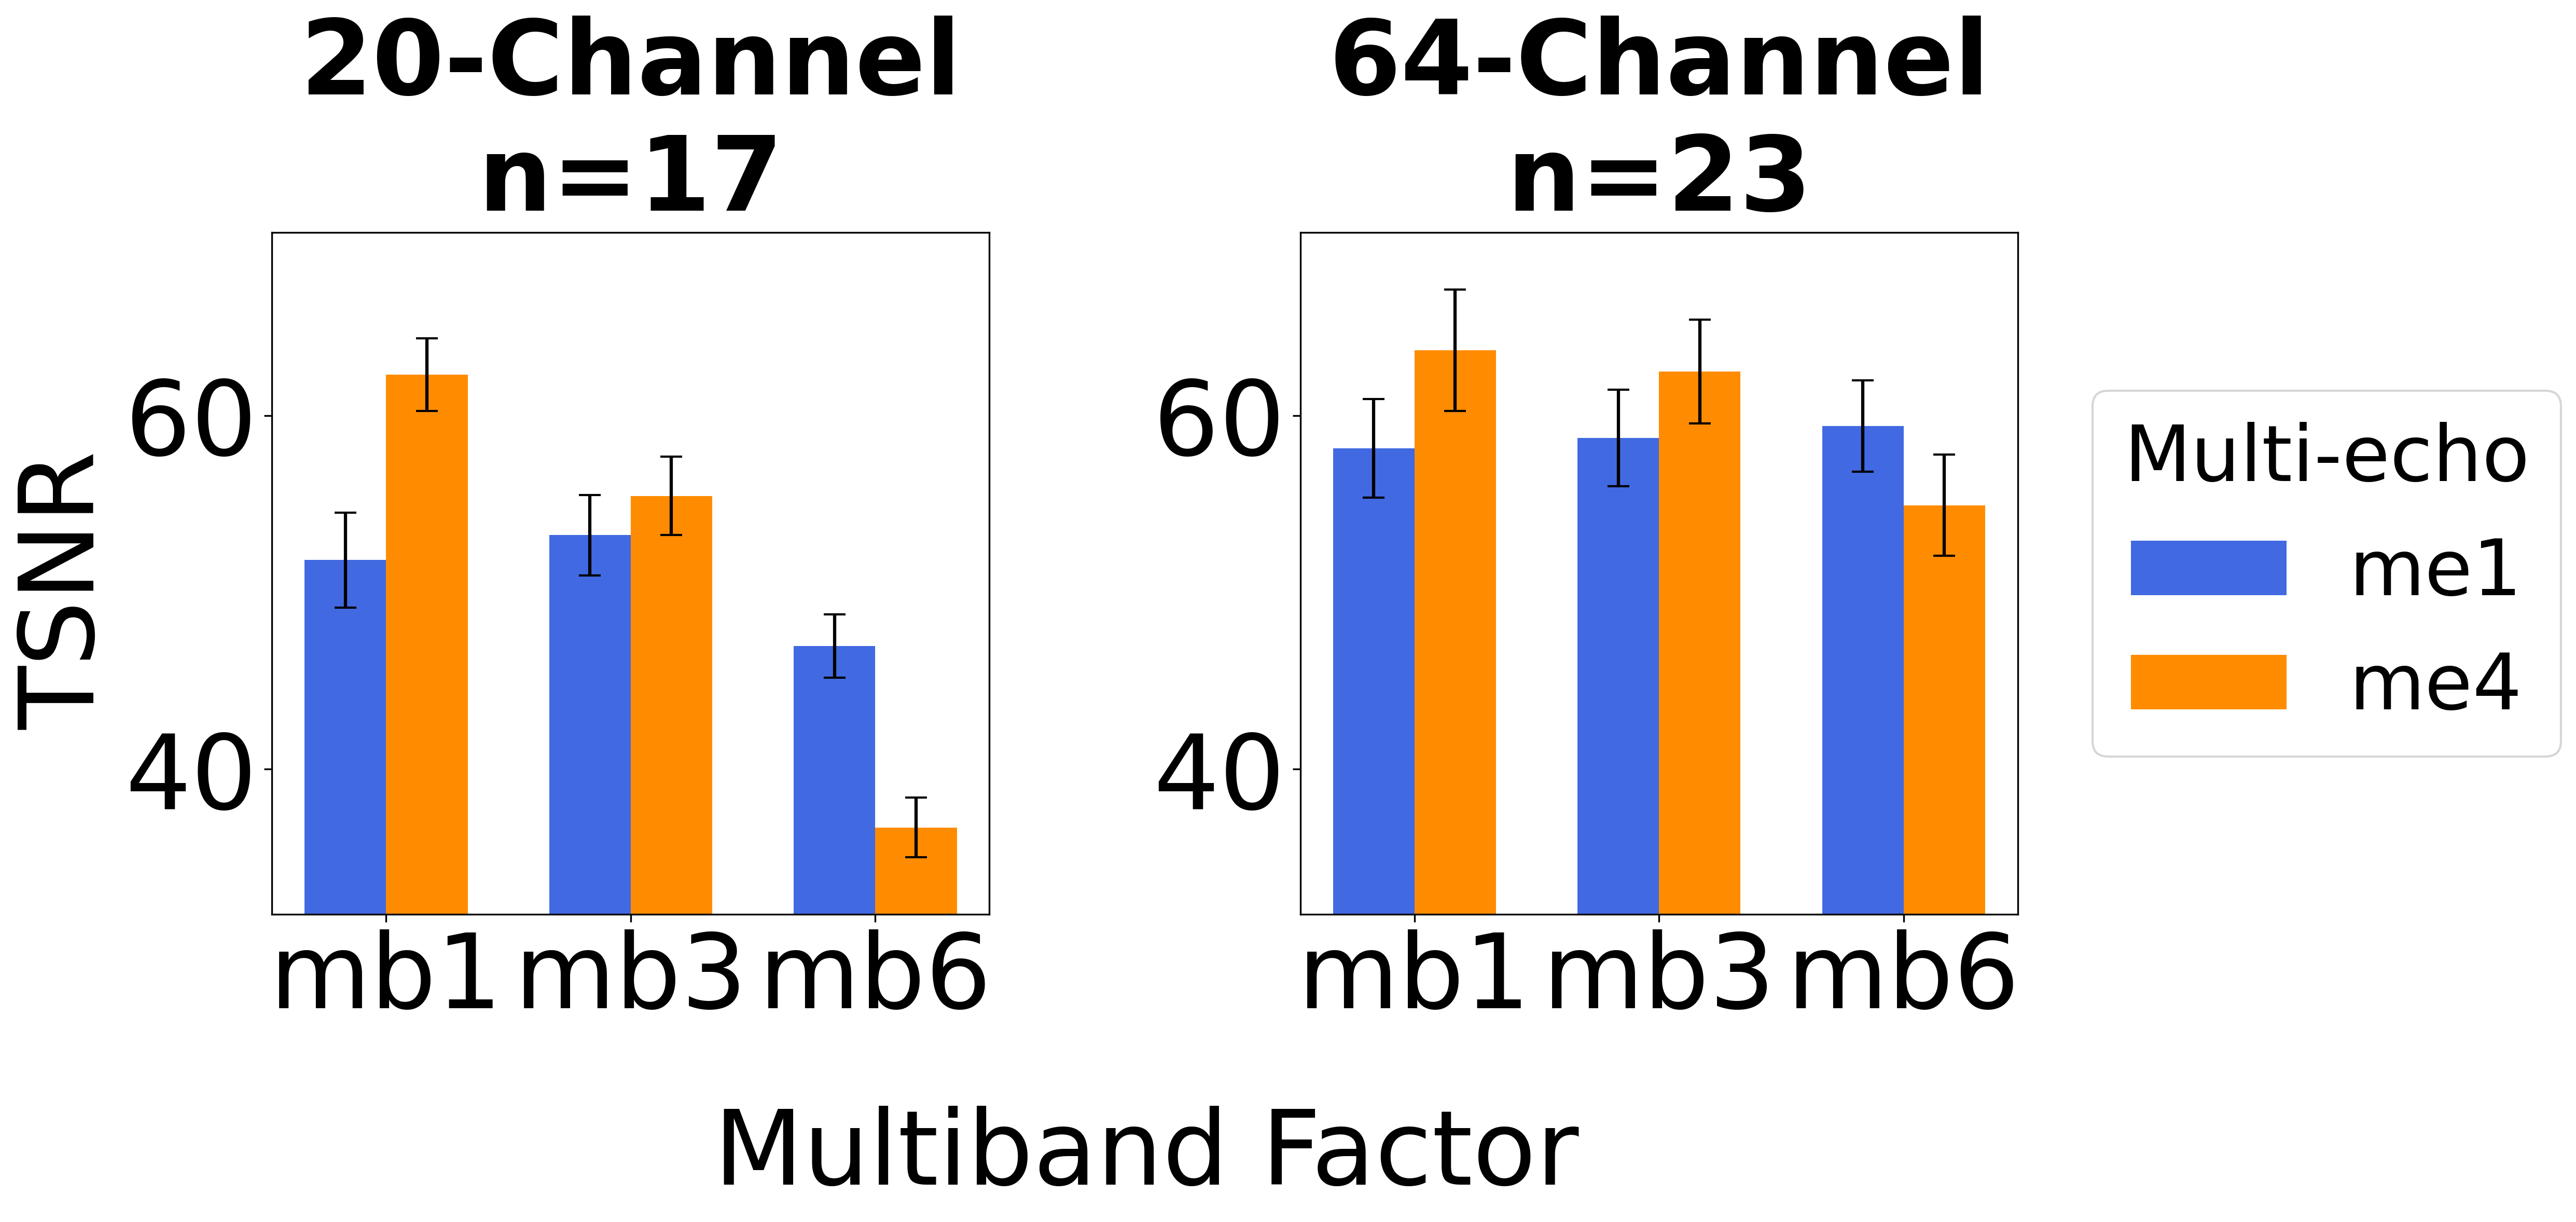 20-Channel
n=17
64-Channel
n=23
TSNR
60
40
mb1 mb3 mb6
60
40
mb1 mb3 mb6
Multiband Factor
Multi-echo
me1
me4